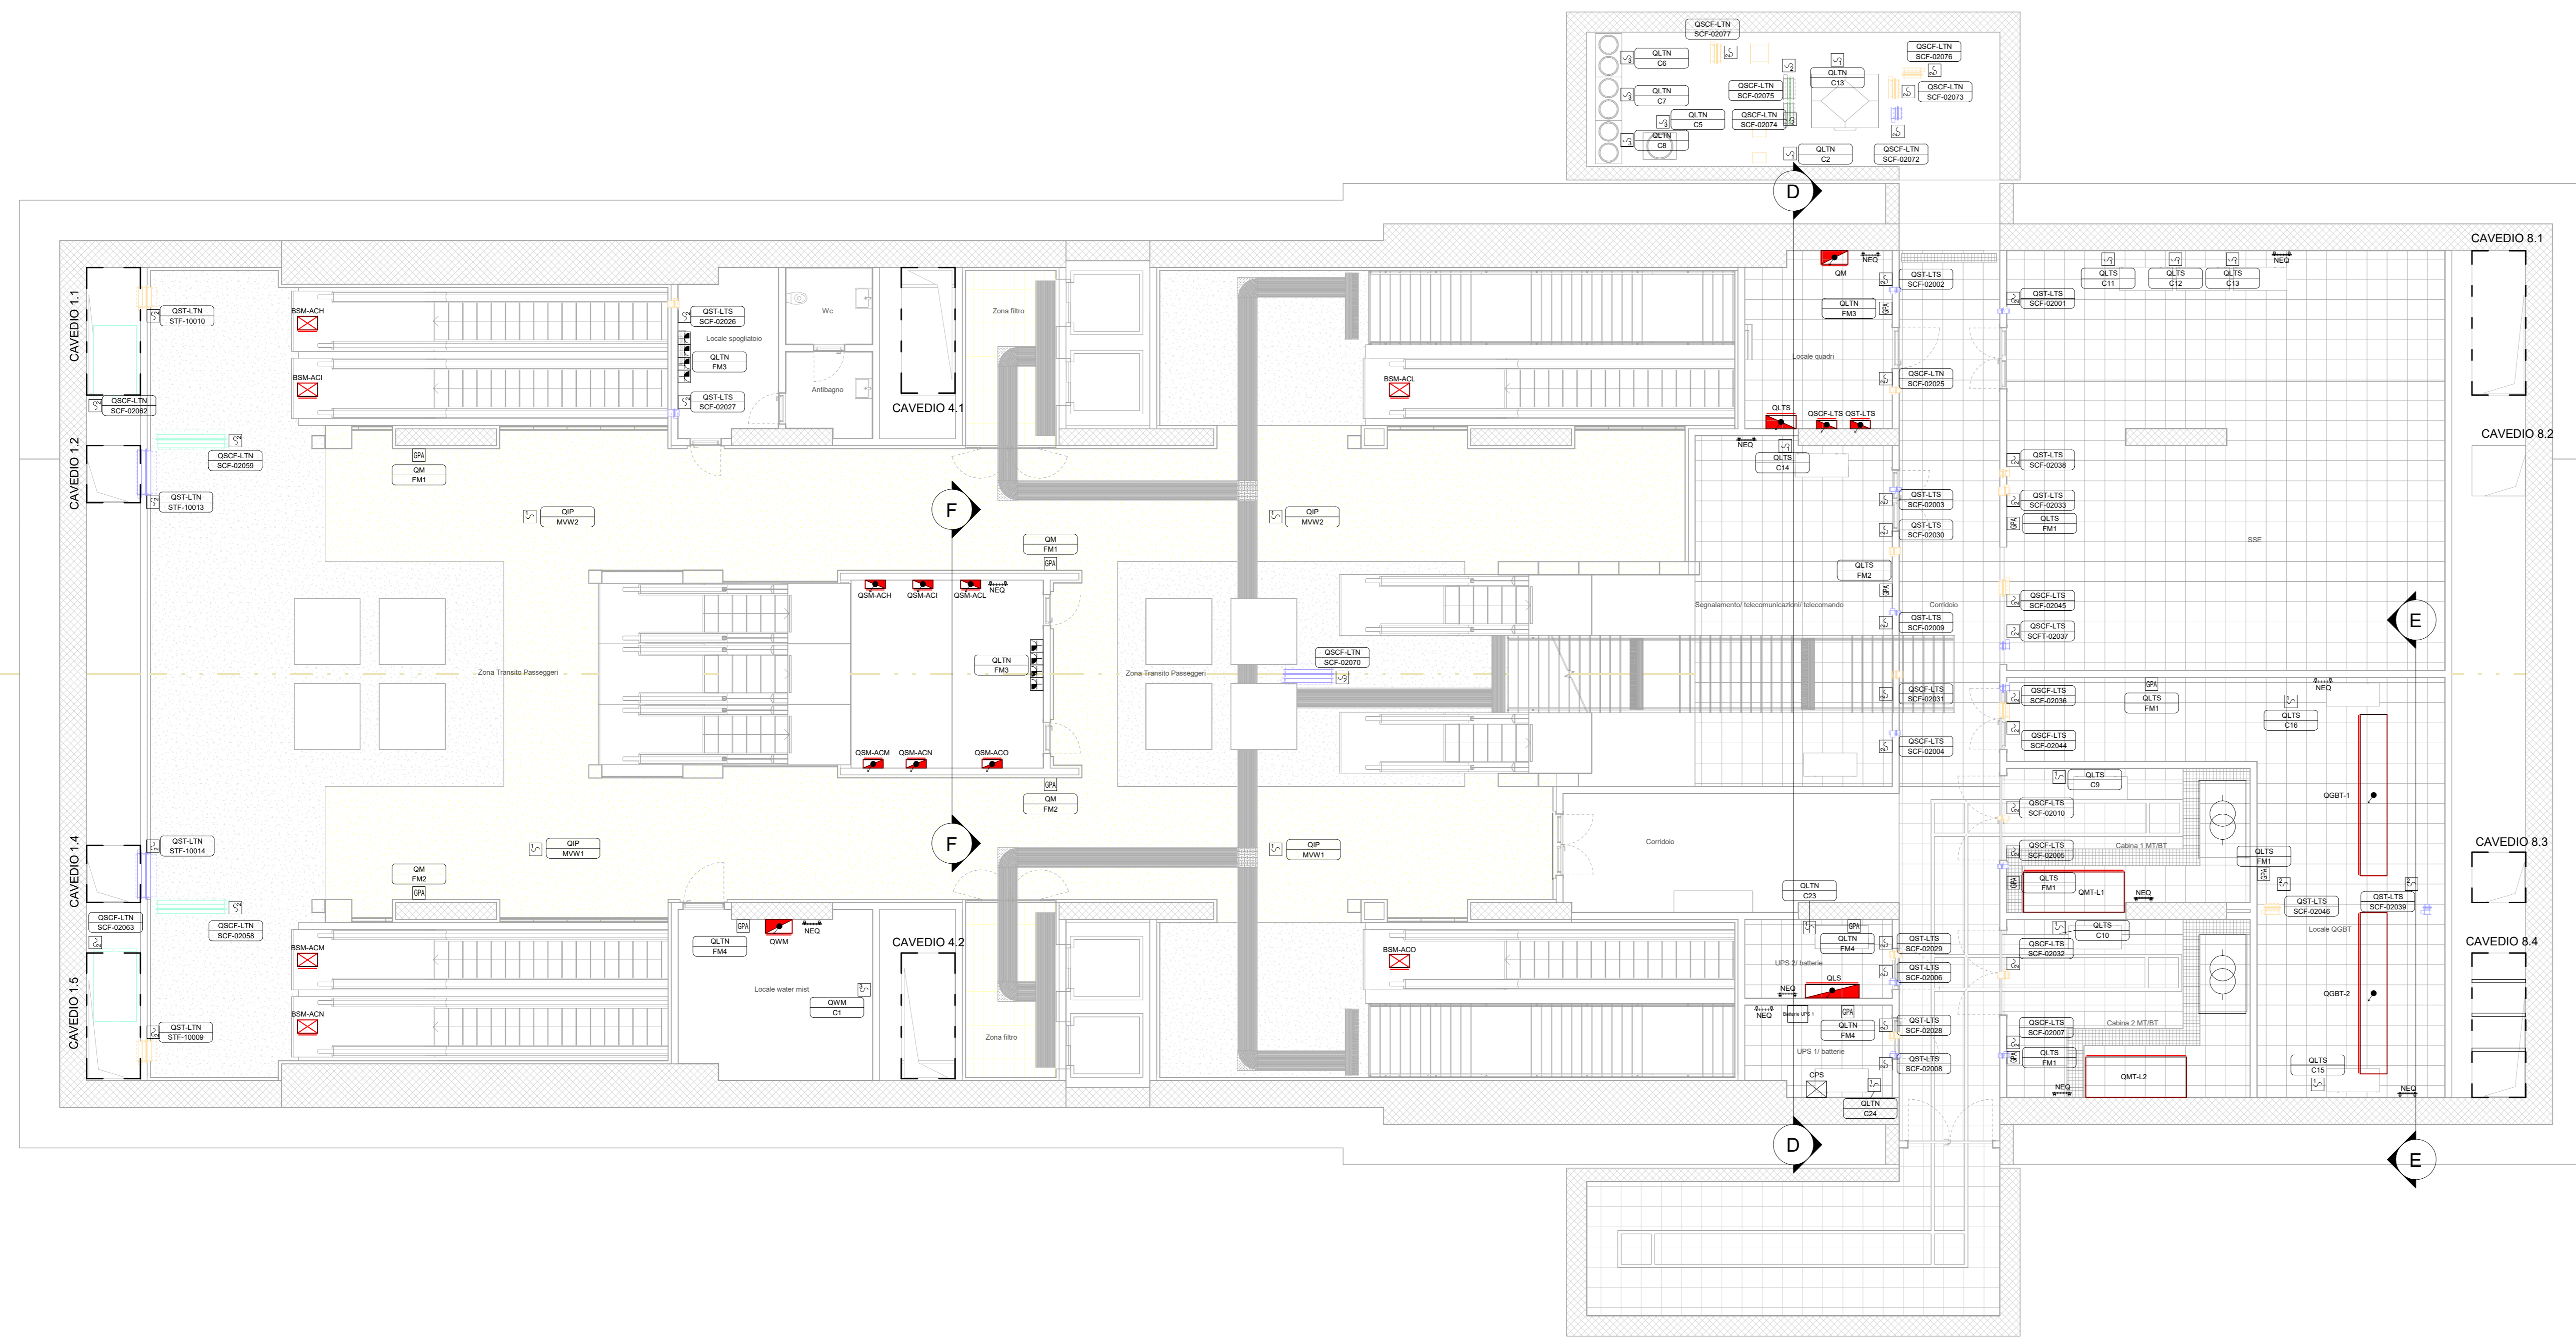 QSCF-LTN
SCF-02077
QLTN
C6
QSCF-LTN
SCF-02076
QLTN
C13
QLTN
C7
QSCF-LTN
SCF-02075
QSCF-LTN
SCF-02073
QLTN
C5
QSCF-LTN
SCF-02074
QLTN
C8
QLTN
C2
QSCF-LTN
SCF-02072
D
CAVEDIO 1.1
QST-LTN
STF-10010
BSM-ACH
BSM-ACI
QSCF-LTN
SCF-02062
CAVEDIO 1.2
QSCF-LTN
SCF-02059
QST-LTN
STF-10013
QM
FM1
QST-LTS
SCF-02026
Locale spogliatoio
QLTN
FM3
QST-LTS
SCF-02027
Wc
Antibagno
CAVEDIO 4.1
Zona filtro
BSM-ACL
QM
NEQ
QST-LTS
SCF-02002
QLTN
FM3
Locale quadri
QSCF-LTN
SCF-02025
QLTS
QSCF-LTS
QST-LTS
NEQ
QLTS
C14
QST-LTS
SCF-02001
QLTS
C11
QLTS
C12
QLTS
C13
NEQ
CAVEDIO 8.1
CAVEDIO 8.2
QST-LTS
SCF-02038
QST-LTS
SCF-02003
QST-LTS
SCF-02033
QLTS
FM1
QST-LTS
SCF-02030
SSE
QIP
MVW2
F
QIP
MVW2
QM
FM1
GPA
QSM-ACH
QSM-ACI
QSM-ACL
NEQ
QLTS
FM2
GPA
Segnalamento/ telecomunicazioni/ telecomando
Corridoio
QST-LTS
SCF-02009
QSCF-LTS
SCF-02045
QSCF-LTS
SCFT-02037
E
Zona Transito Passeggeri
QLTN
FM3
Zona Transito Passeggeri
QSCF-LTN
SCF-02070
QSCF-LTS
SCF-02031
QSCF-LTS
SCF-02036
GPA
QLTS
FM1
NEQ
QLTS
C16
QSCF-LTS
SCF-02004
QSCF-LTS
SCF-02044
QSM-ACM
QSM-ACN
QSM-ACO
GPA
QM
FM2
QLTS
C9
QSCF-LTS
SCF-02010
QGBT-1
CAVEDIO 1.4
QST-LTN
STF-10014
QIP
MVW1
F
QIP
MVW1
Corridoio
QSCF-LTS
SCF-02005
Cabina 1 MT/BT
QLTS
FM1
CAVEDIO 8.3
QM
FM2
GPA
QLTS
FM1
QMT-L1
NEQ
QLTN
C23
QST-LTS
SCF-02046
QST-LTS
SCF-02039
QSCF-LTN
SCF-02063
QSCF-LTN
SCF-02058
BSM-ACM
GPA
QWM
NEQ
QLTN
FM4
CAVEDIO 4.2
BSM-ACO
GPA
QLTN
FM4
QST-LTS
SCF-02029
QLTS
C10
QSCF-LTS
SCF-02032
Locale QGBT
CAVEDIO 8.4
CAVEDIO 1.5
UPS 2/ batterie
QST-LTS
SCF-02006
QLS
NEQ
Locale water mist
QWM
C1
QGBT-2
BSM-ACN
NEQ
Batterie UPS 1
GPA
QST-LTN
STF-10009
Zona filtro
QLTN
FM4
QST-LTS
SCF-02028
QSCF-LTS
SCF-02007
Cabina 2 MT/BT
UPS 1/ batterie
QST-LTS
SCF-02008
QLTS
FM1
QLTS
C15
CPS
QMT-L2
NEQ
NEQ
QLTN
C24
D
E